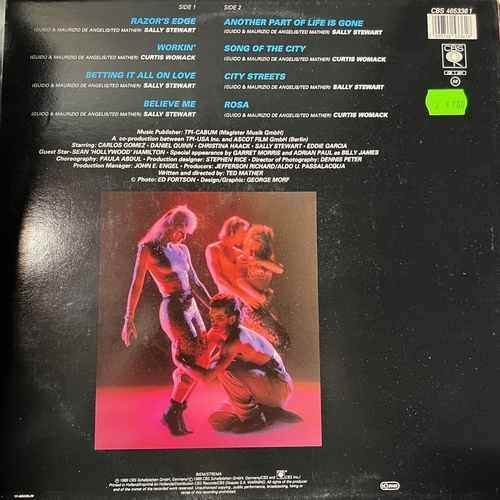 SIDE 1
RAZOR'S EDGE
(GUIDO & MAURIZIO DE ANGELIS/TED MATHER) SALLY STEWART
WORKIN'
(GUIDO & MAURIZIO DE ANGELIS/TED MATHER) CURTIS WOMACK
BETTING IT ALL ON LOVE
(GUIDO & MAURIZIO DE ANGELIS/TED MATHER) SALLY STEWART
BELIEVE ME
(GUIDO & MAURIZIO DE ANGELIS/TED MATHER) SALLY STEWART
SIDE 2
ANOTHER PART OF LIFE IS GONE
(GUIDO & MAURIZIO DE ANGELIS/TED MATHER) SALLY STEWART
SONG OF THE CITY
(GUIDO & MAURIZIO DE ANGELIS/TED MATHER) CURTIS WOMACK
CITY STREETS
(GUIDO & MAURIZIO DE ANGELIS/TED MATHER) SALLY STEWART
ROSA
(GUIDO & MAURIZIO DE ANGELIS/TED MATHER) CURTIS WOMACK
CBS 4653361
CBS
Music Publisher: TPI-CABUM (Magister Musik GmbH)
A co-production between TPI-USA Inc. and ASCOT FILM GmbH (Berlin)
Starring: CARLOS GOMEZ · DANIEL QUINN · CHRISTINA HAACK · SALLY STEWART · EDDIE GARCIA
Guest Star-SEAN 'HOLLYWOOD' HAMILTON · Special appearance by GARRET MORRIS and ADRIAN PAUL as BILLY JAMES
Choreography: PAULA ABDUL · Production designer: STEPHEN RICE · Director of Photography: DENNIS PETER
Production Manager: JOHN E. ENGEL · Producers: JEFFERSON RICHARD/ALDO U. PASSALACQUA
Written and directed by: TED MATHER
© Photo: ED FORTSON · Design/Graphic: GEORGE MORF
BIEM/STEMRA